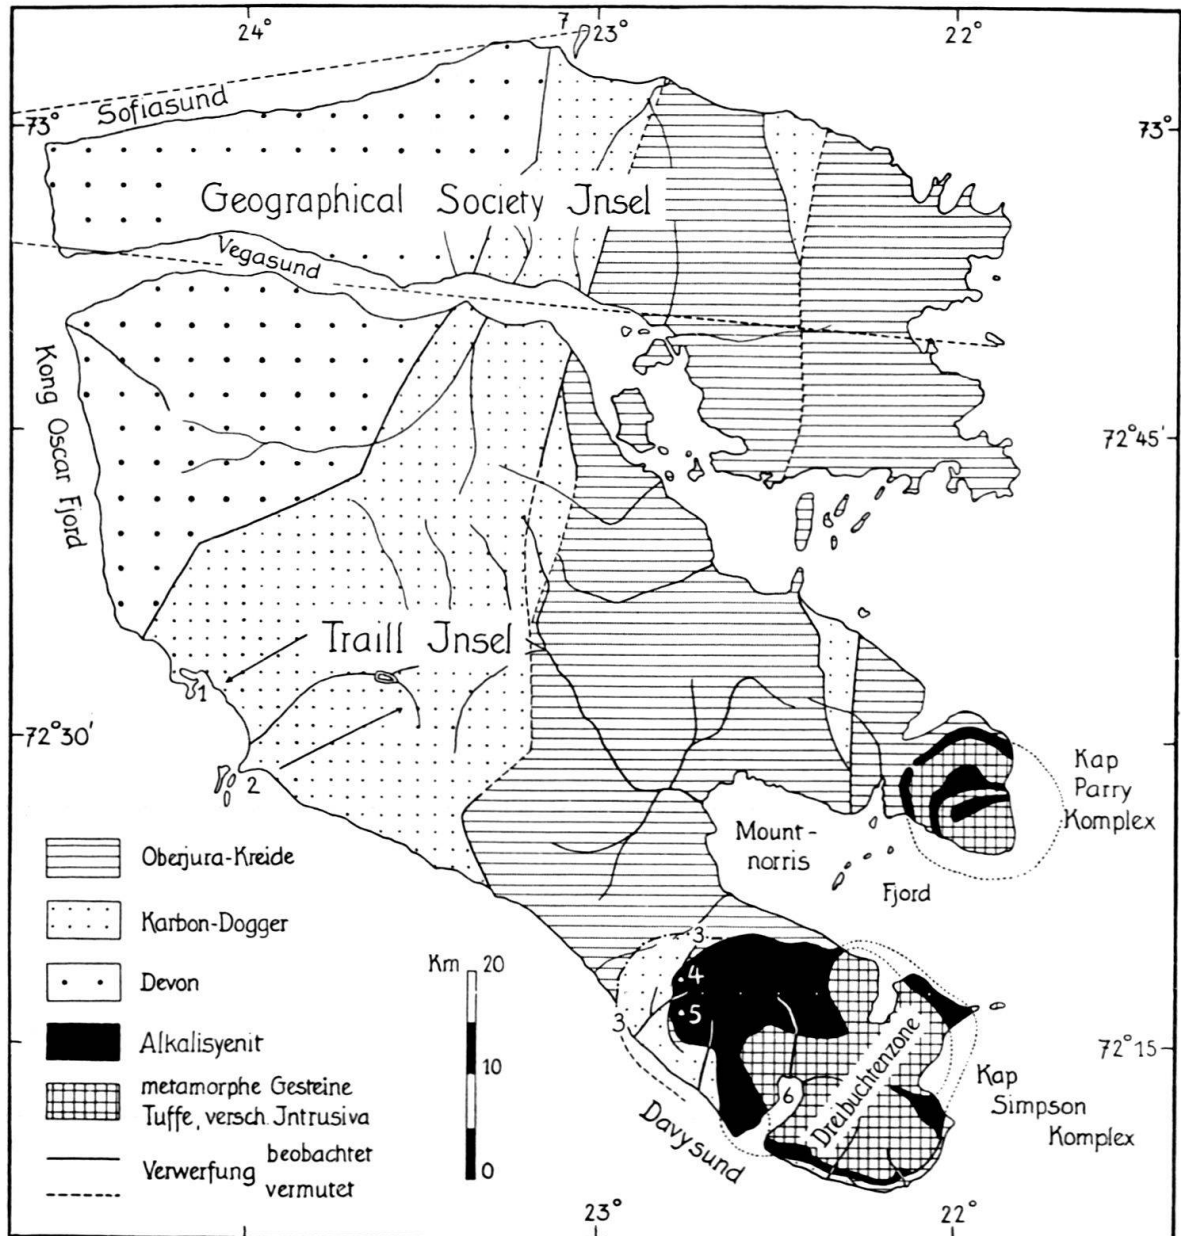 24°
7
23°
22°
Sofiasund
73°
73°
Geographical Society Jnsel
Vegasund
Kong Oscar Fjord
72°45'
Traill Jnsel
1
72°30'
2
Kap
Parry
Komplex
Mount-
norris
Fjord
Oberjura-Kreide
Karbon-Dogger
Devon
Alkalisyenit
metamorphe Gesteine
Tuffe, versch. Jntrusiva
Verwerfung beobachtet
vermutet
Km 20
10
0
3
4
5
3
6
Dreibuchtenzone
Davysund
72°15'
Kap
Simpson
Komplex
23°
22°